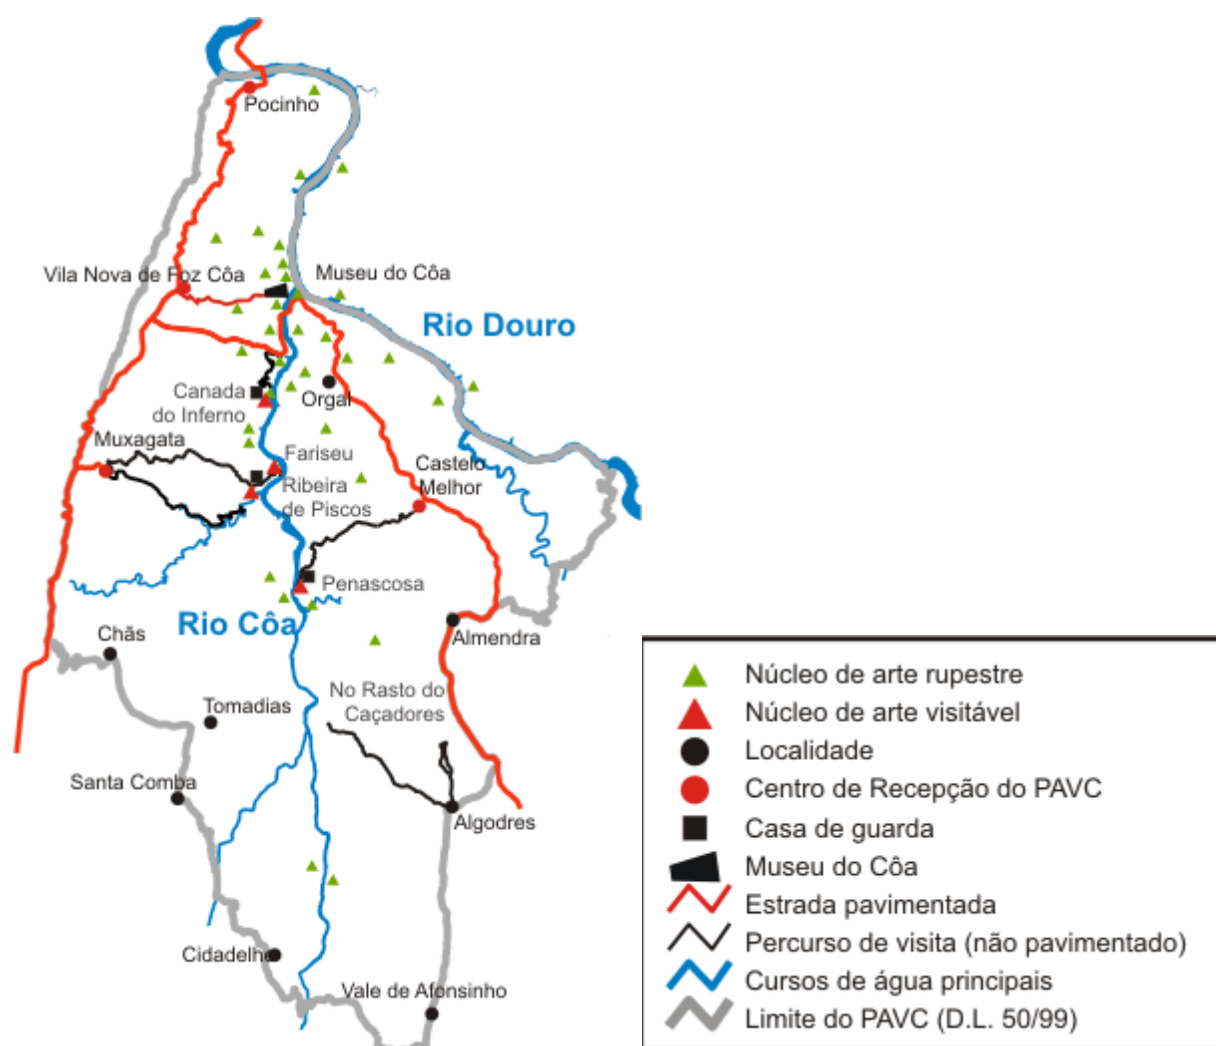 Pocinho
Vila Nova de Foz Côa
Museu do Côa
Rio Douro
Canada
do Inferno
Orgal
Muxagata
Fariseu
Castelo
Melhor
Ribeira
de Piscos
Penascosa
Rio Côa
Chãs
Almendra
No Rasto do
Caçadores
Tomadias
Santa Comba
Algodres
Cidadelhe
Vale de Afonsinho
Núcleo de arte rupestre
Núcleo de arte visitável
Localidade
Centro de Recepção do PAVC
Casa de guarda
Museu do Côa
Estrada pavimentada
Percurso de visita (não pavimentado)
Cursos de água principais
Limite do PAVC (D.L. 50/99)